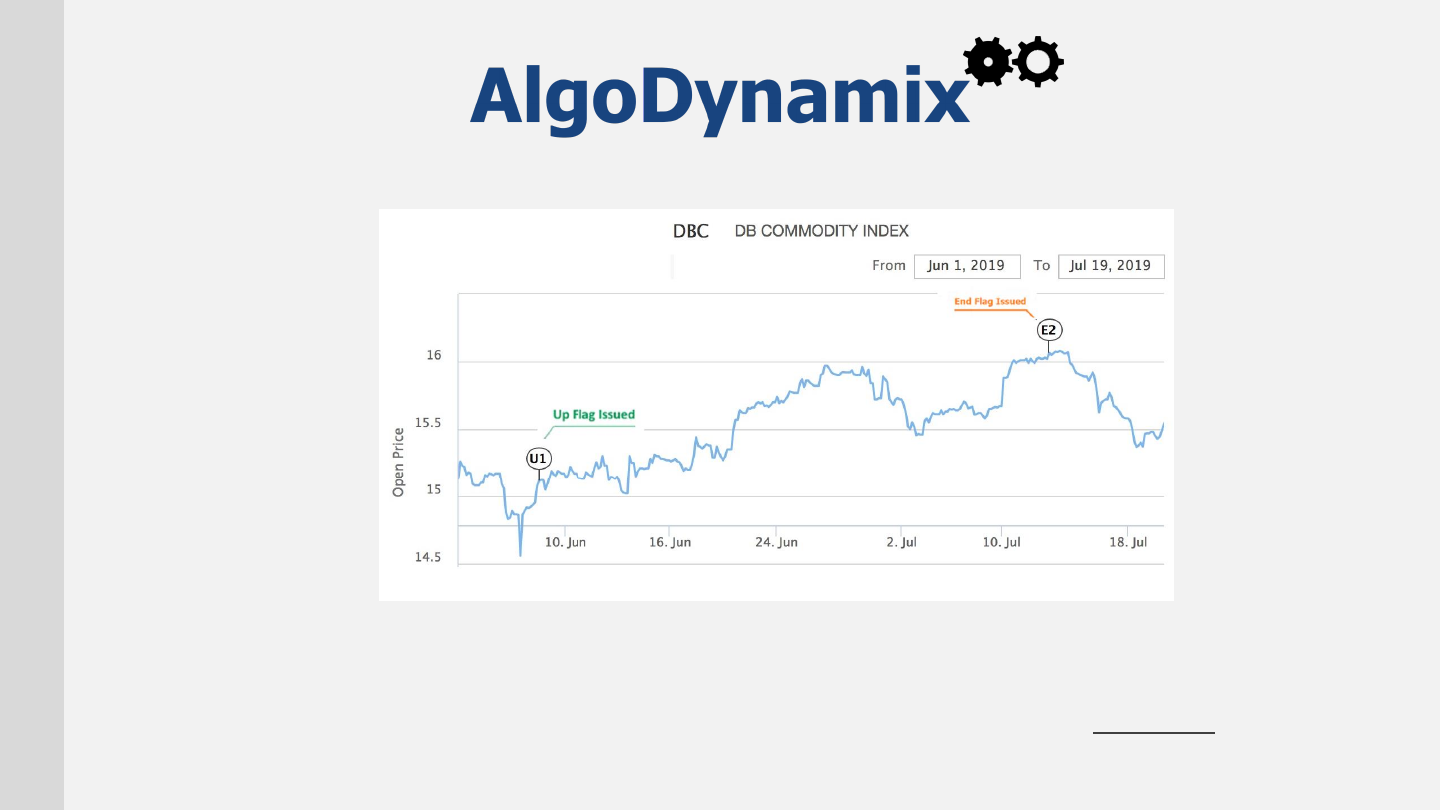 AlgoDynamix
DBC DB COMMODITY INDEX
From Jun 1, 2019 To Jul 19, 2019
End Flag Issued
E2
16
Up Flag Issued
15.5
U1
Open Price
15
10. Jun 16. Jun 24. Jun 2. Jul 10. Jul 18. Jul
14.5